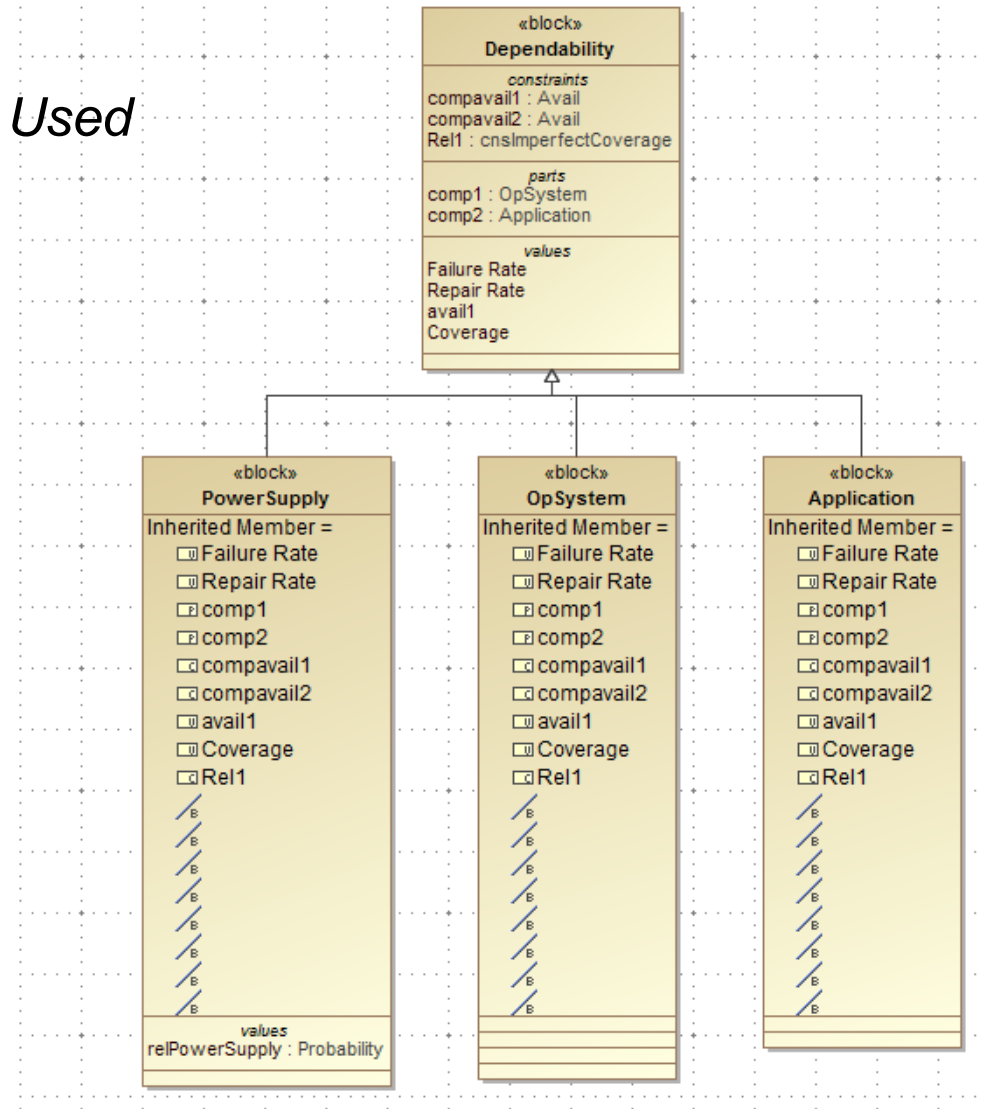 Used
«block»
Dependability
constraints
compavail1 : Avail
compavail2 : Avail
Rel1 : cnsImperfectCoverage
parts
comp1 : OpSystem
comp2 : Application
values
Failure Rate
Repair Rate
avail1
Coverage
«block»
PowerSupply
Inherited Member =
U Failure Rate
U Repair Rate
P comp1
P comp2
C compavail1
C compavail2
U avail1
U Coverage
C Rel1
B
B
B
B
B
B
B
B
values
relPowerSupply : Probability
«block»
OpSystem
Inherited Member =
U Failure Rate
U Repair Rate
P comp1
P comp2
C compavail1
C compavail2
U avail1
U Coverage
C Rel1
B
B
B
B
B
B
B
B
«block»
Application
Inherited Member =
U Failure Rate
U Repair Rate
P comp1
P comp2
C compavail1
C compavail2
U avail1
U Coverage
C Rel1
B
B
B
B
B
B
B
B